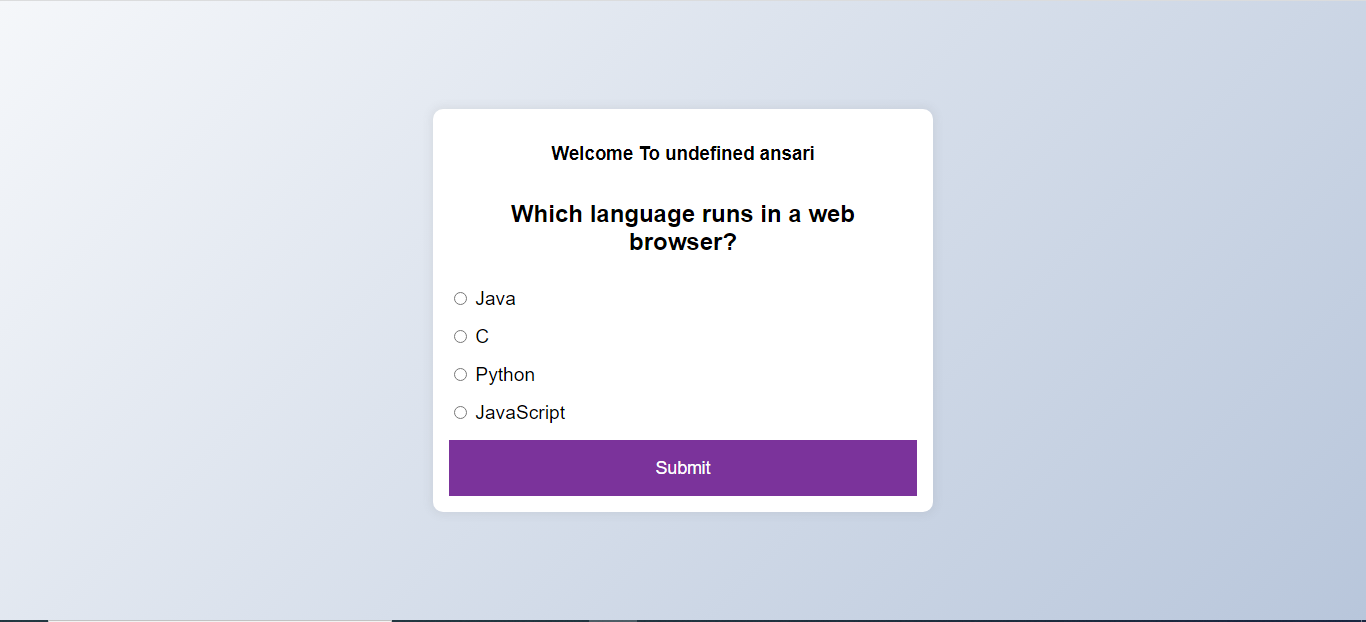 Welcome To undefined ansari
Which language runs in a web
browser?
Java
C
Python
JavaScript
Submit